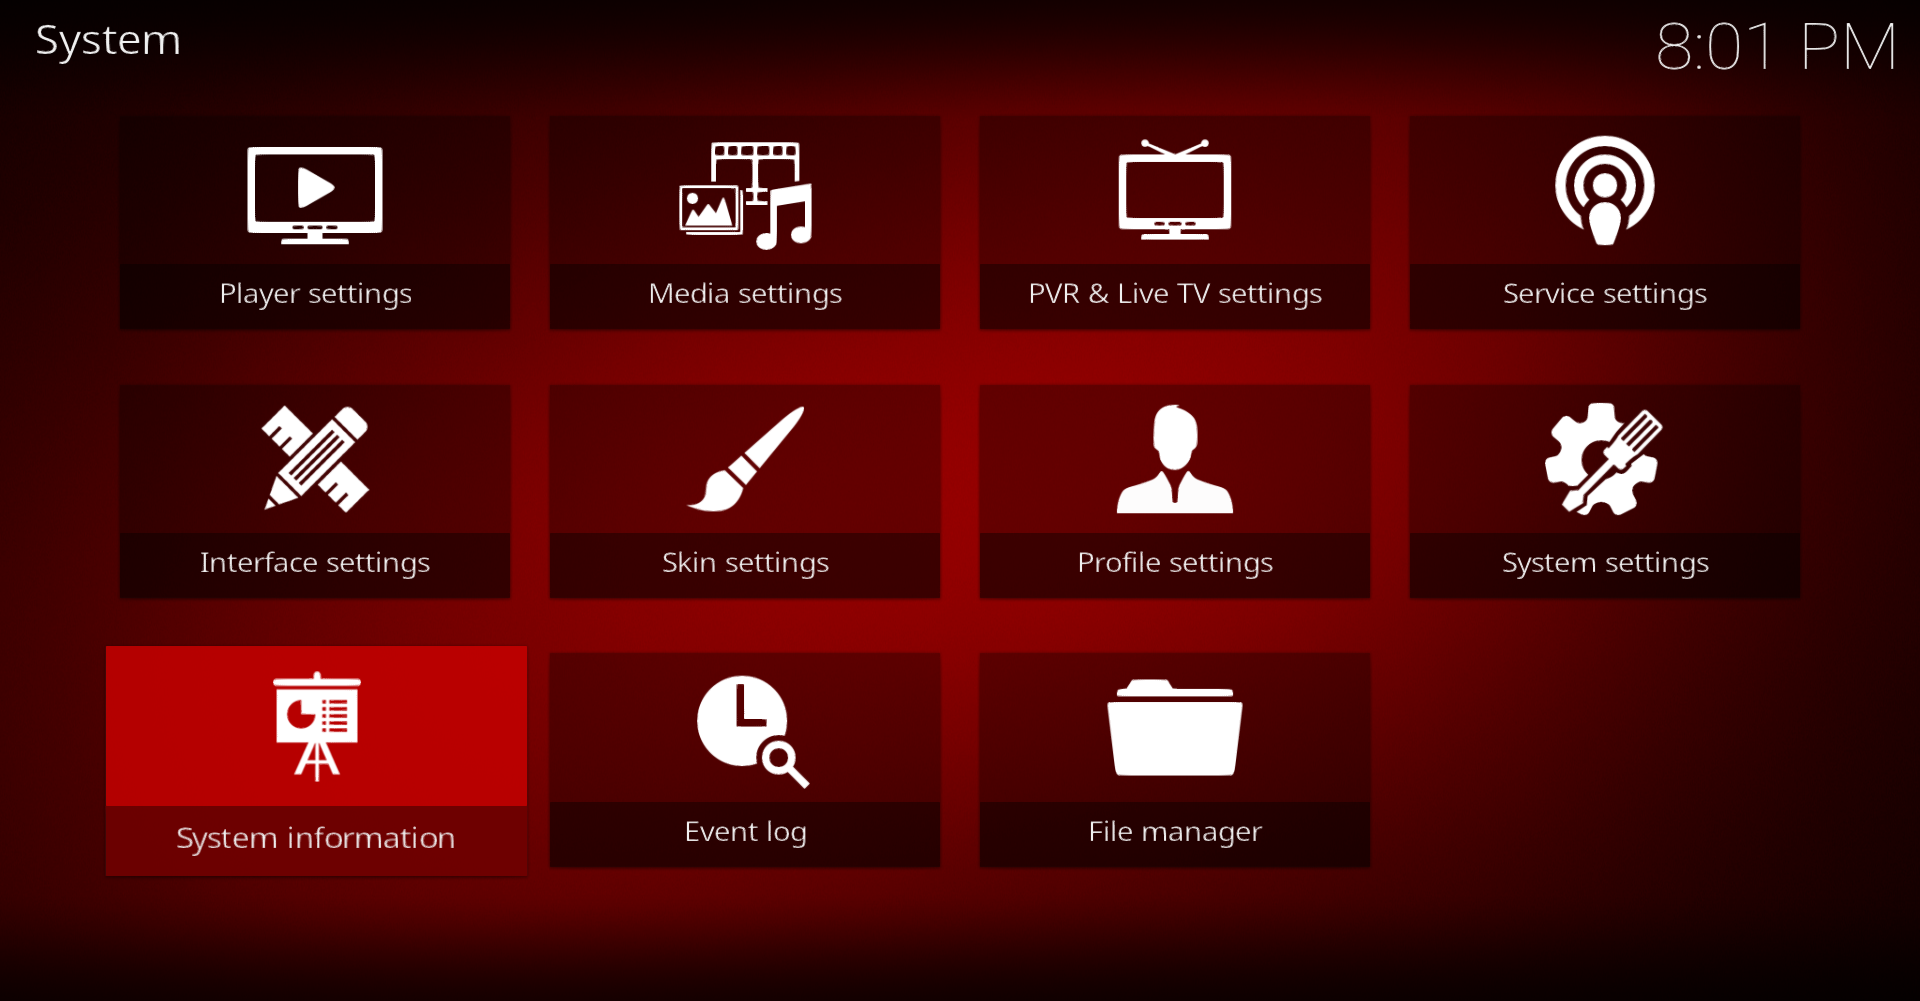 System
8:01 PM
Player settings
Media settings
PVR & Live TV settings
Service settings
Interface settings
Skin settings
Profile settings
System settings
System information
Event log
File manager